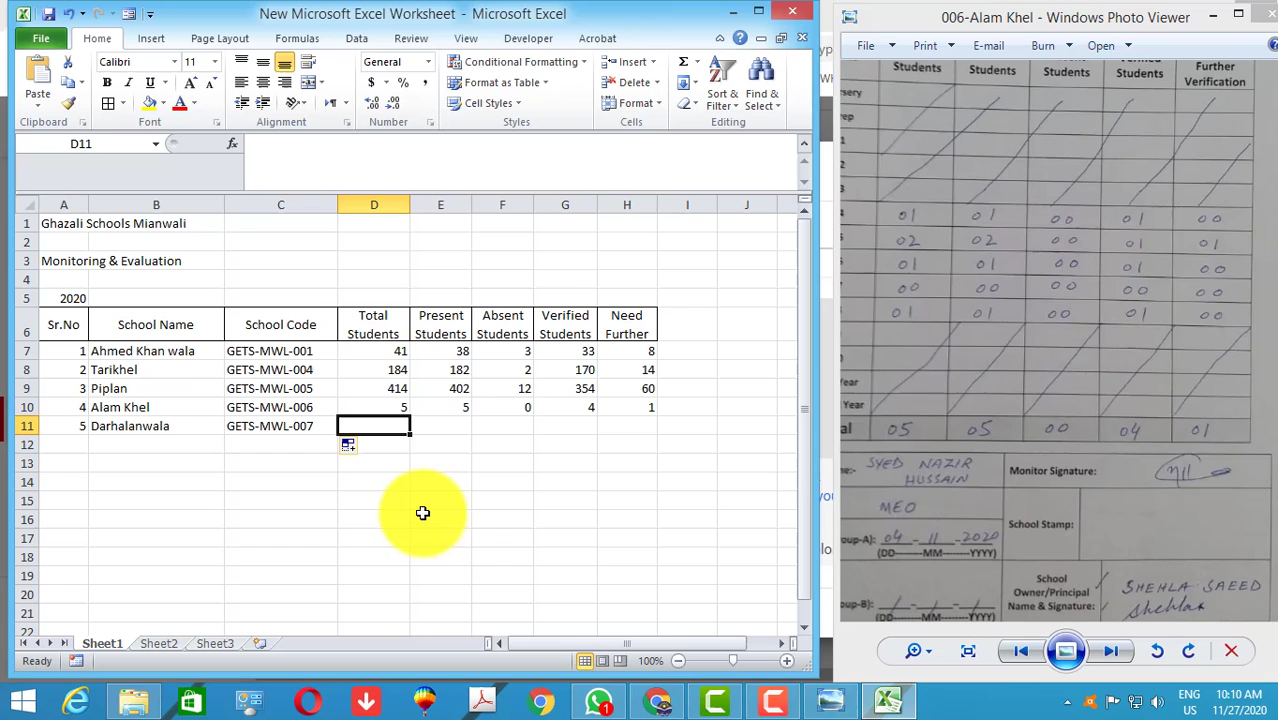 New Microsoft Excel Worksheet - Microsoft Excel
File Home Insert Page Layout Formulas Data Review View Developer Acrobat
Paste
Calibri 11
General
Conditional Formatting
Format as Table
Cell Styles
Insert
Delete
Format
Sort & Filter
Find & Select
Clipboard Font Alignment Number Styles Cells Editing
D11 fx
A B C D E F G H I J
1 Ghazali Schools Mianwali
2
3 Monitoring & Evaluation
4
5 2020
6 Sr.No School Name School Code Total Students Present Students Absent Students Verified Students Need Further
7 1 Ahmed Khan wala GETS-MWL-001 41 38 3 33 8
8 2 Tarikhel GETS-MWL-004 184 182 2 170 14
9 3 Piplan GETS-MWL-005 414 402 12 354 60
10 4 Alam Khel GETS-MWL-006 5 5 0 4 1
11 5 Darhalanwala GETS-MWL-007
12
13
14
15
16
17
18
19
20
21
22
Sheet1 Sheet2 Sheet3
Ready 100%
006-Alam Khel - Windows Photo Viewer
File Print E-mail Burn Open
Students Students Students Students Further Verification
01 01 00 01 00
02 02 00 01 01
01 01 00 01 00
00 00 00 00 00
01 01 00 01 00
Year
Year
al 05 05 00 04 01
me:- SYED NAZIR HUSSAIN Monitor Signature:
MEO
School Stamp:
oup-A): 04-11-2020
(DD--------MM--------YYYY)
School Owner/Principal Name & Signature: SHEHLA SAEED
Shehla
oup-B):
(DD--------MM--------YYYY)
1
ENG US
10:10 AM
11/27/2020